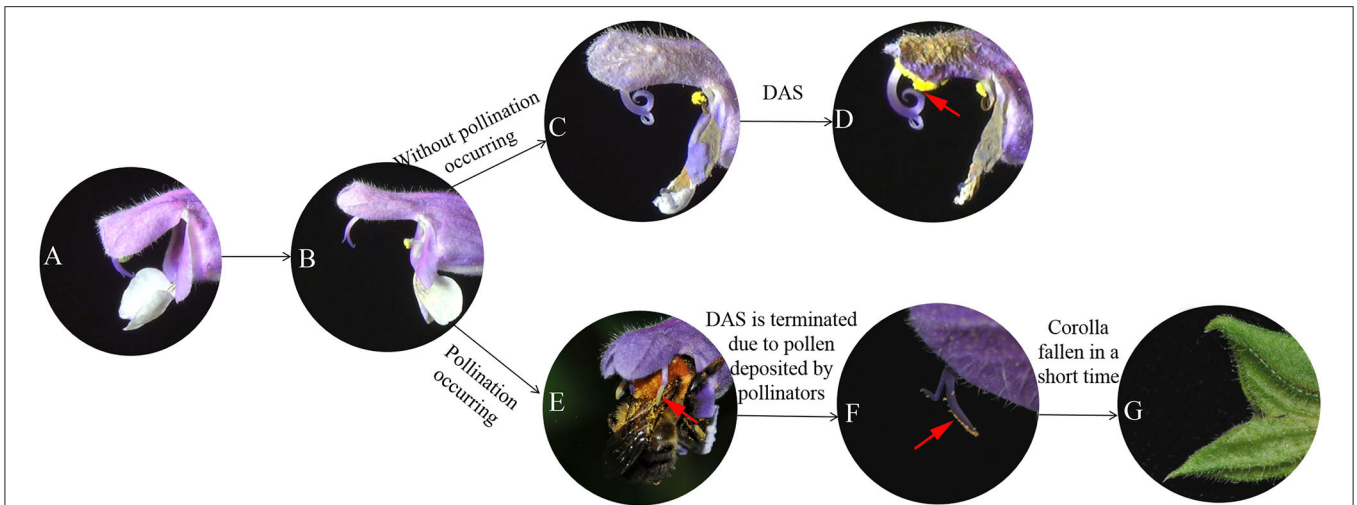 A
B
Without pollination
occurring
C
DAS
D
Pollination
occurring
E
DAS is terminated
due to pollen
deposited by
pollinators
F
Corolla
fallen in a
short time
G